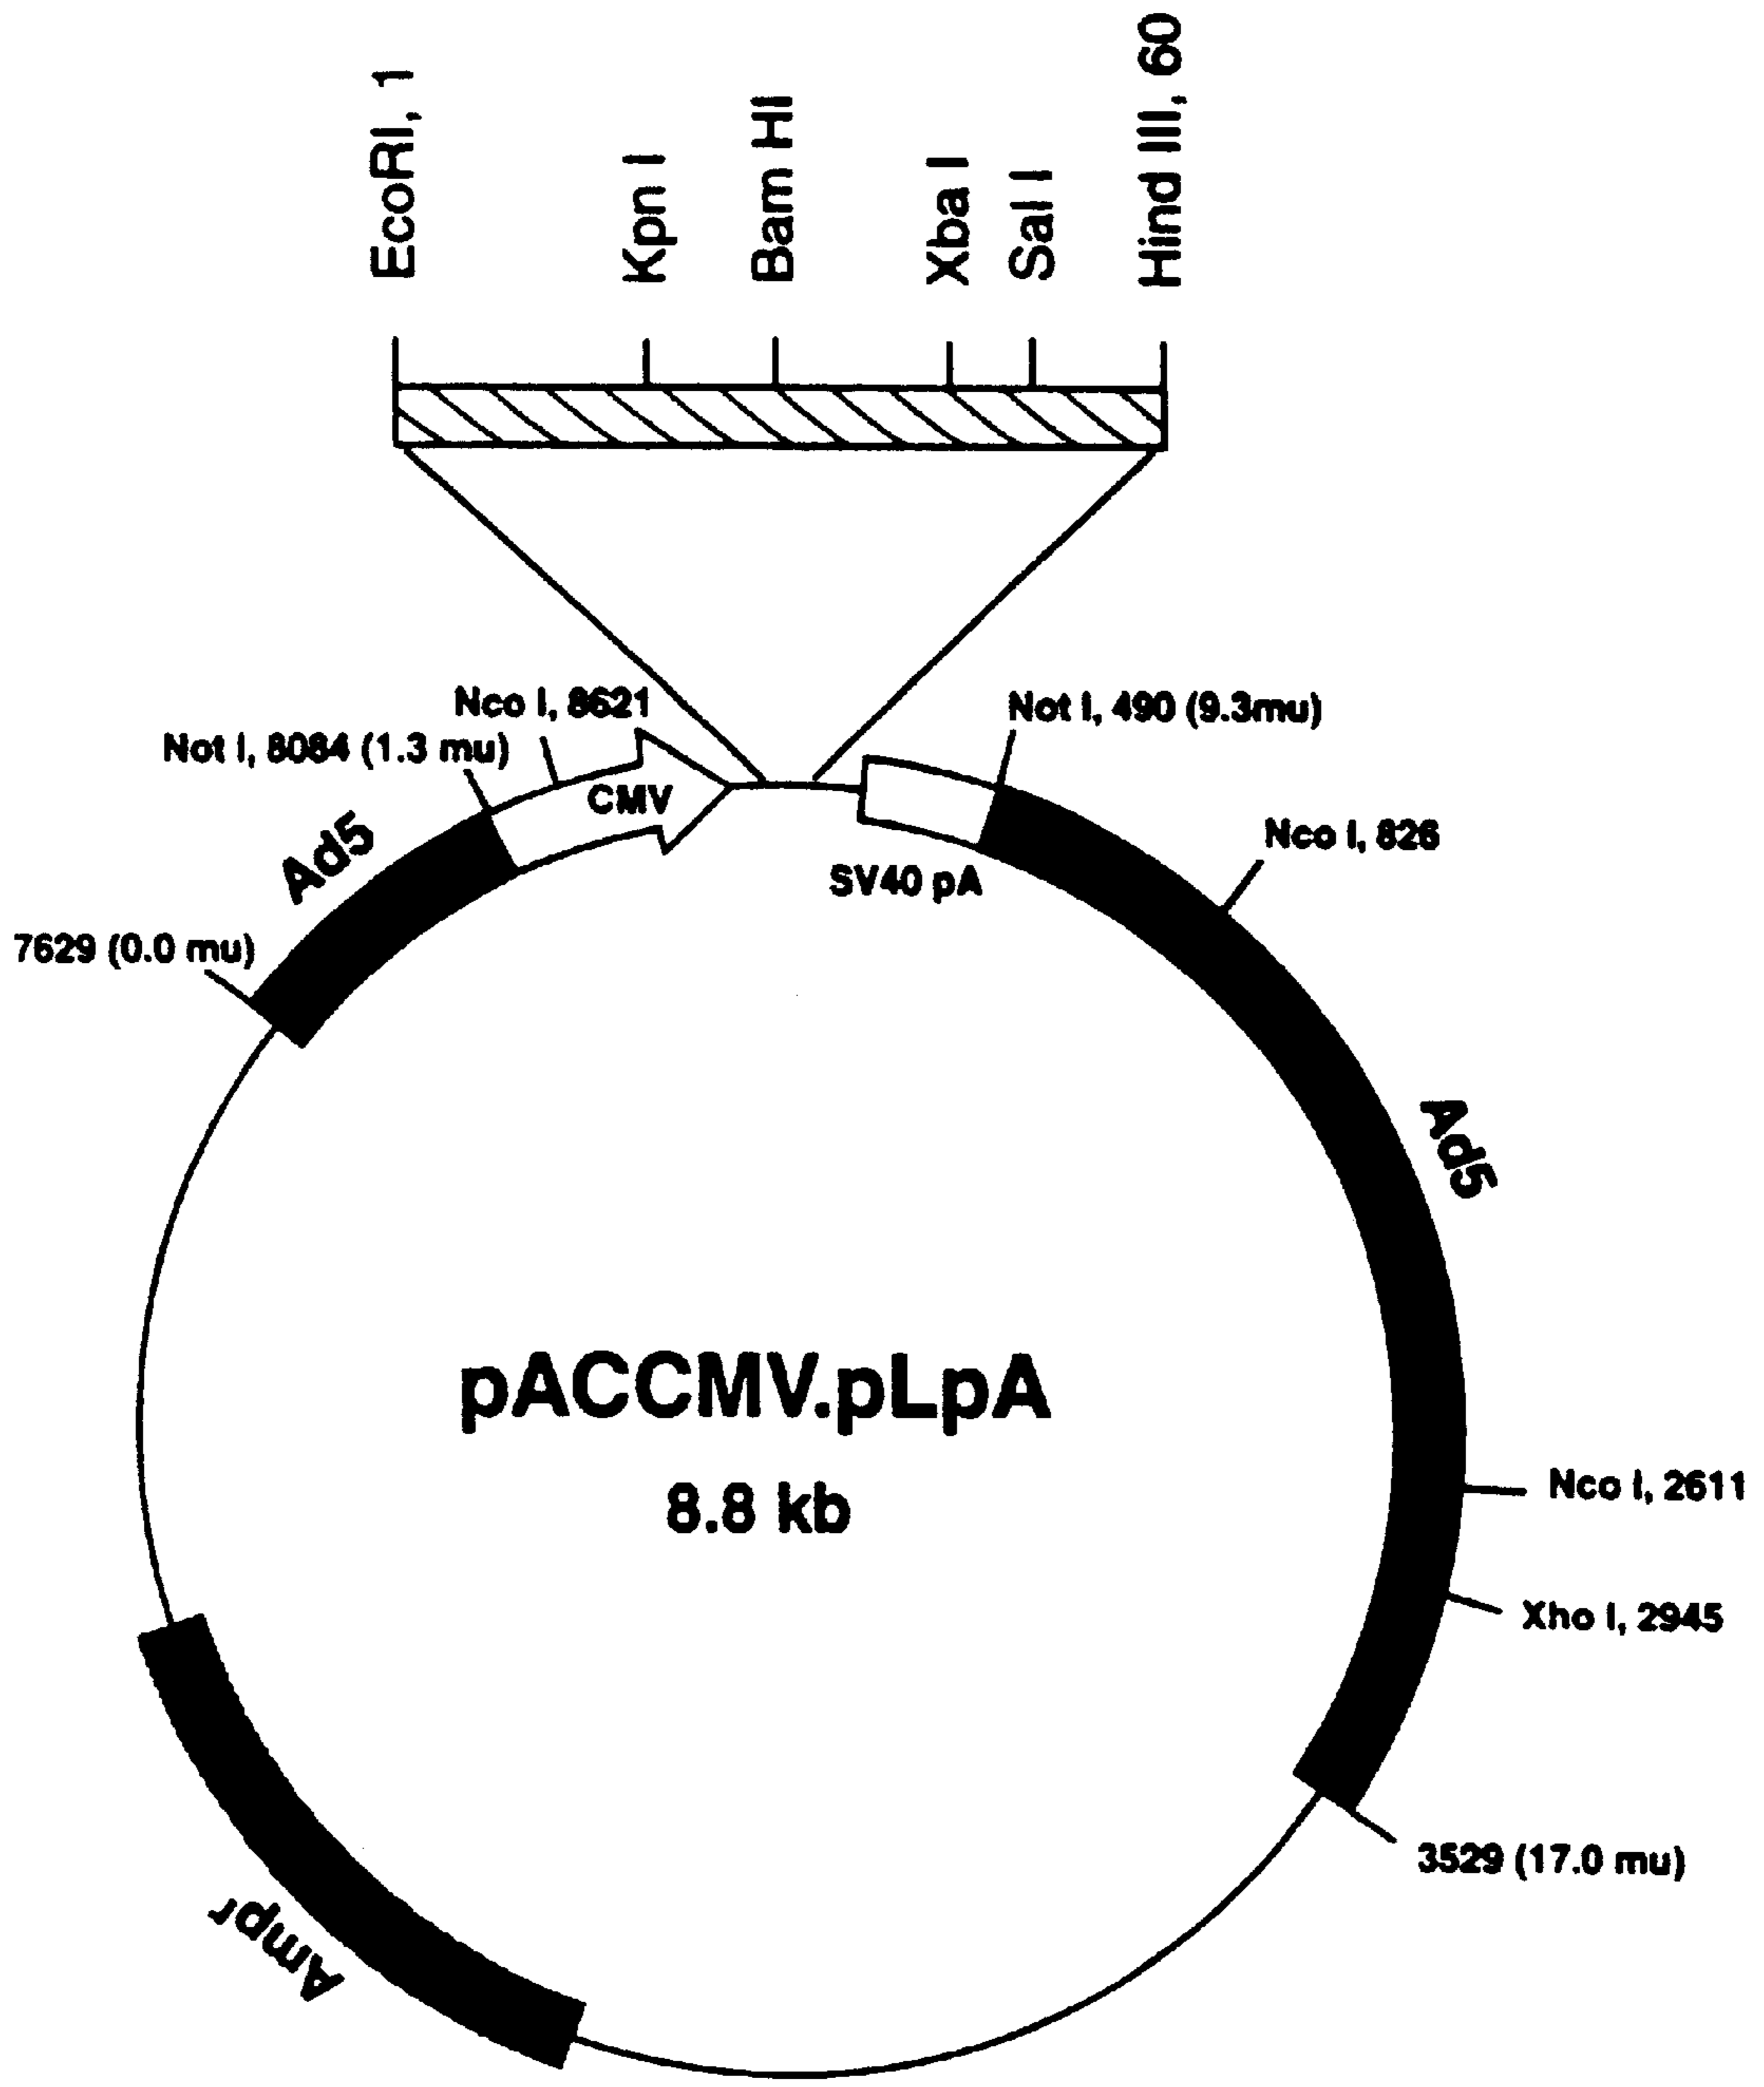 EcoRI, 1
Kpn I
Bam HI
Xba I
Sal I
Hind III, 60
Nco I, 8621
Not I, 8084 (1.3 mu)
Not I, 490 (9.3mu)
CMV
Nco I, 826
Ad5
SV40 pA
7629 (0.0 mu)
Ad5
pACCMV.pLpA
8.8 kb
Nco I, 2611
Xho I, 2945
3529 (17.0 mu)
Ampr